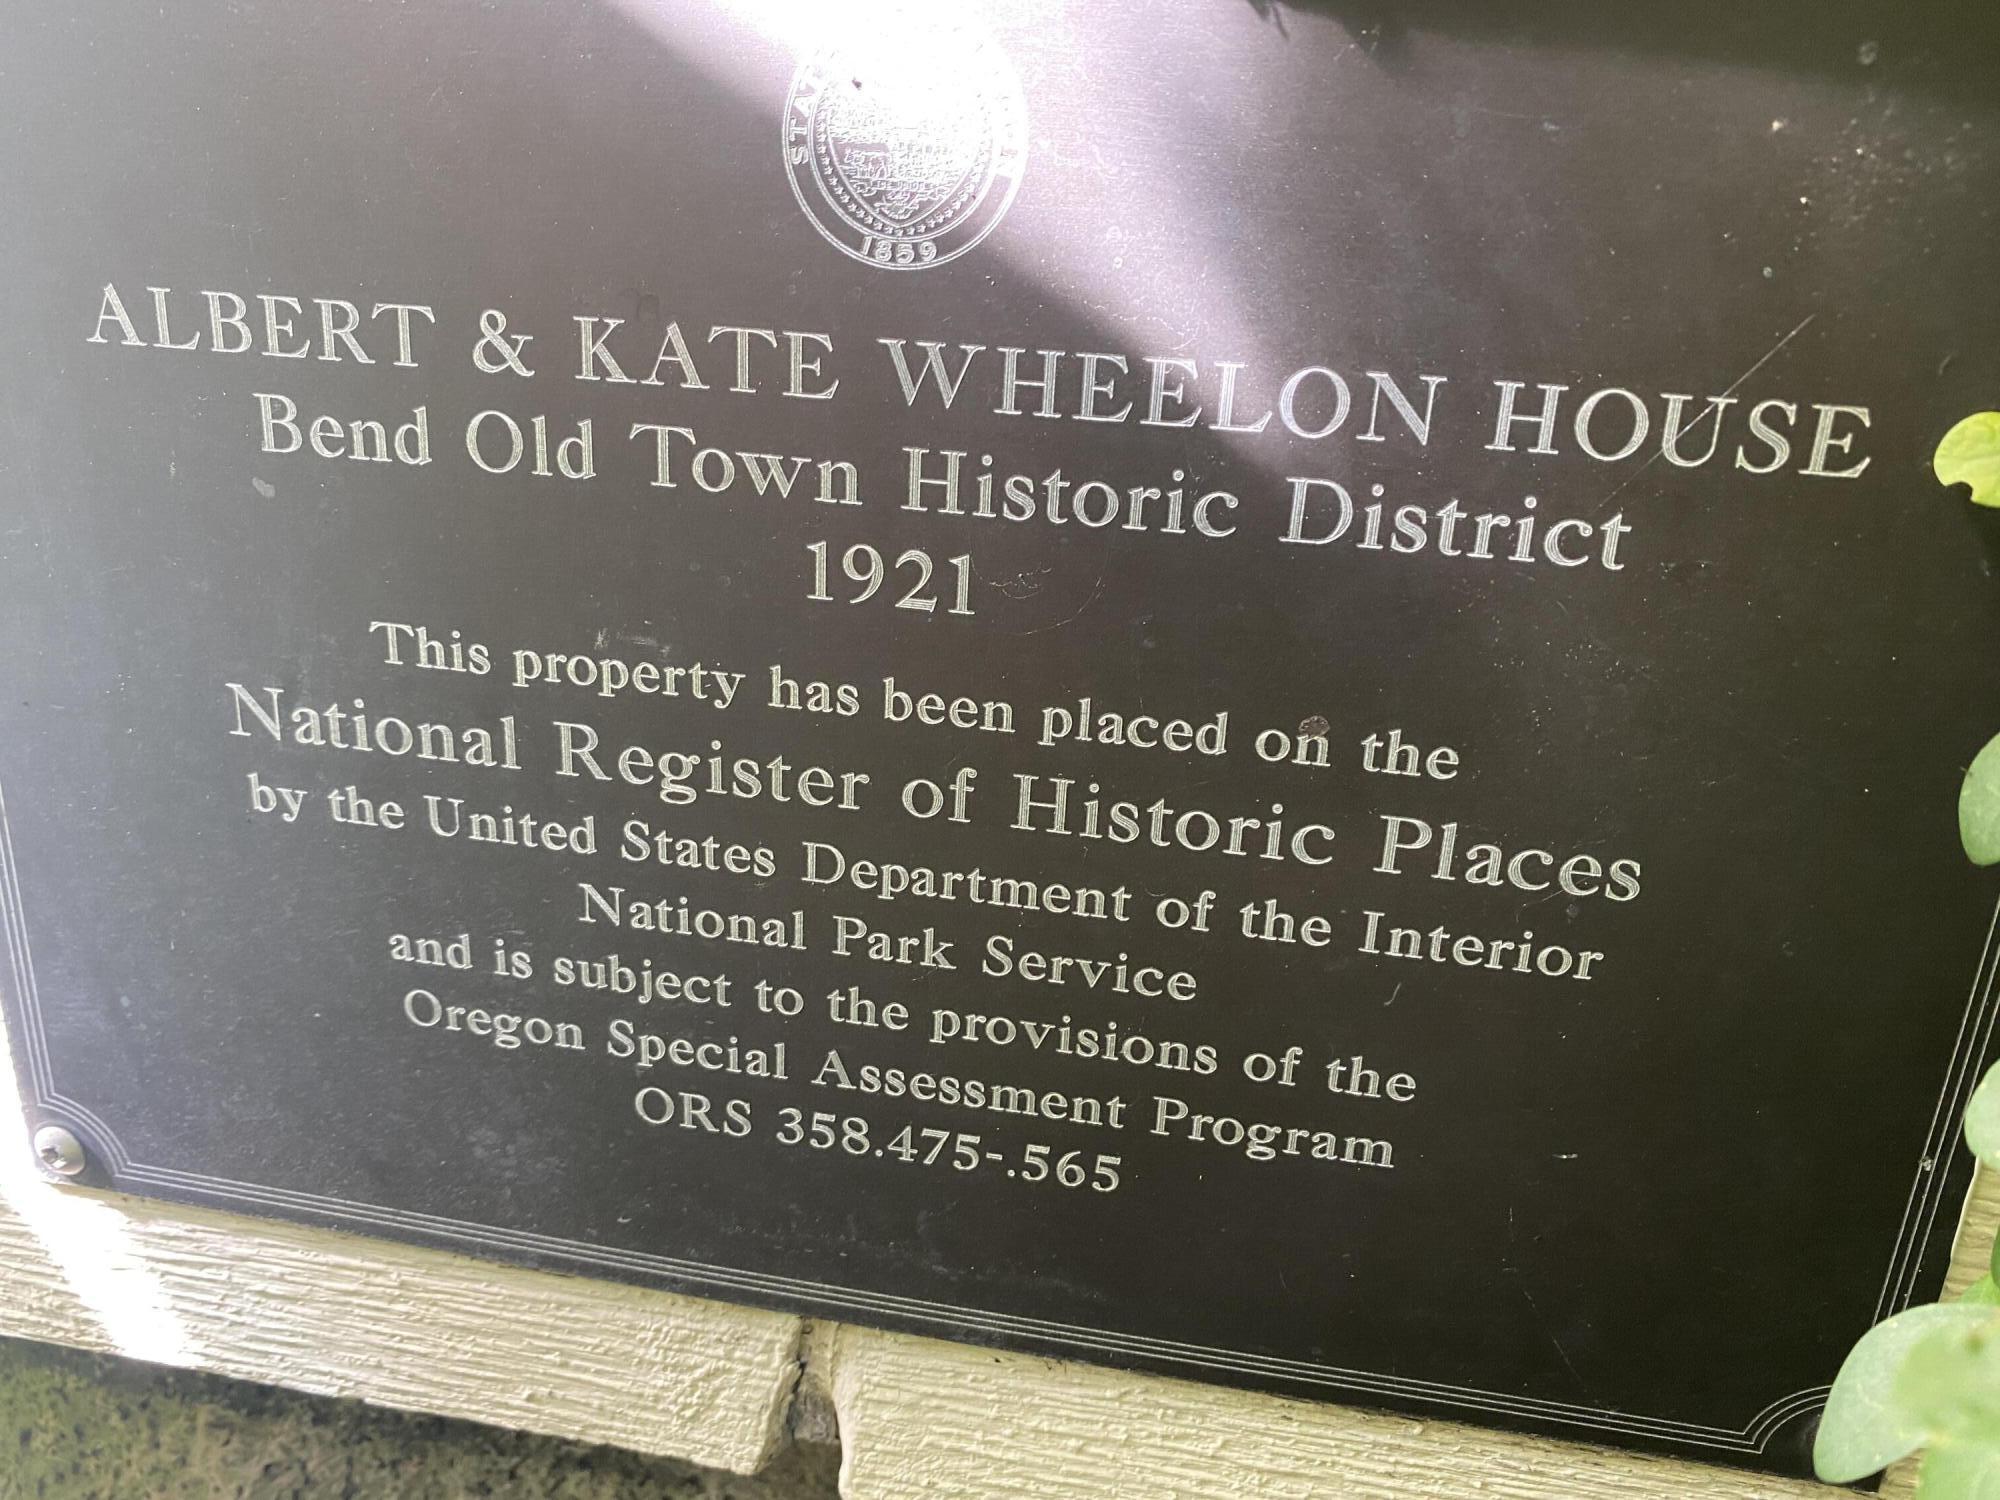 1859
ALBERT & KATE WHEELON HOUSE
Bend Old Town Historic District
1921
This property has been placed on the
National Register of Historic Places
by the United States Department of the Interior
National Park Service
and is subject to the provisions of the
Oregon Special Assessment Program
ORS 358.475-.565